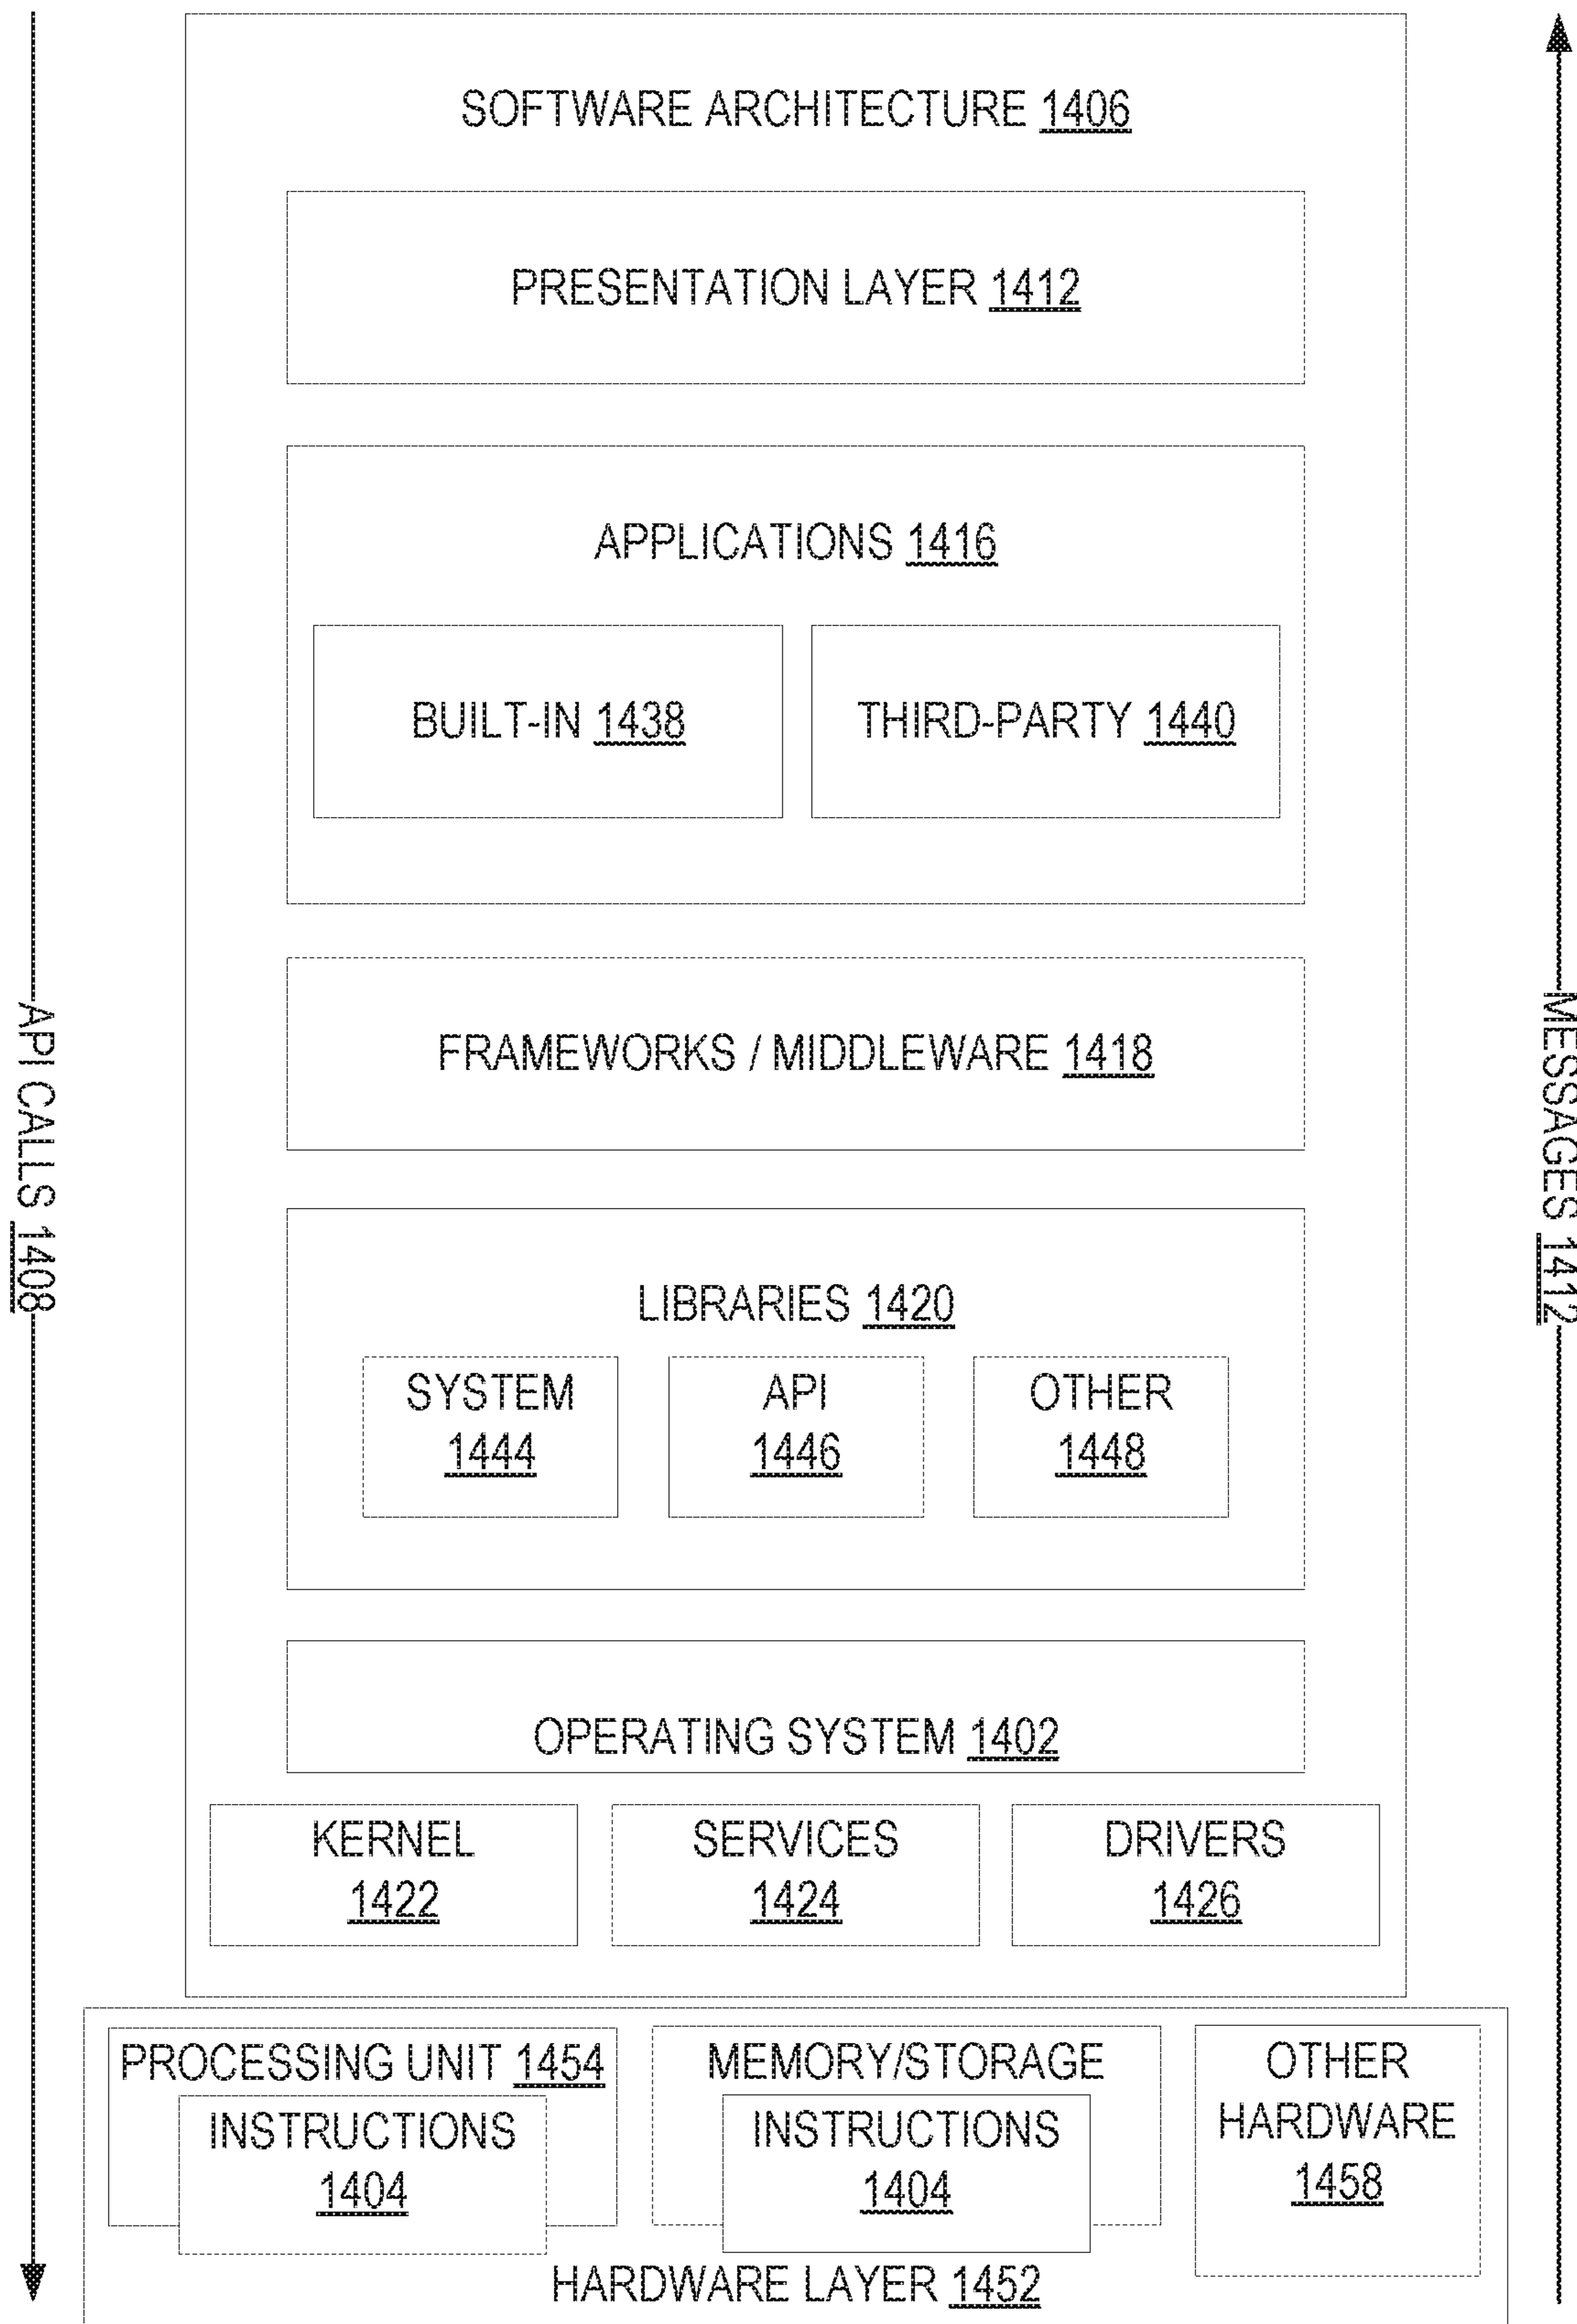 SOFTWARE ARCHITECTURE 1406
PRESENTATION LAYER 1412
APPLICATIONS 1416
BUILT-IN 1438
THIRD-PARTY 1440
FRAMEWORKS / MIDDLEWARE 1418
API CALLS 1408
MESSAGES 1412
LIBRARIES 1420
SYSTEM
1444
API
1446
OTHER
1448
OPERATING SYSTEM 1402
KERNEL
1422
SERVICES
1424
DRIVERS
1426
PROCESSING UNIT 1454
INSTRUCTIONS
1404
MEMORY/STORAGE
INSTRUCTIONS
1404
OTHER
HARDWARE
1458
HARDWARE LAYER 1452